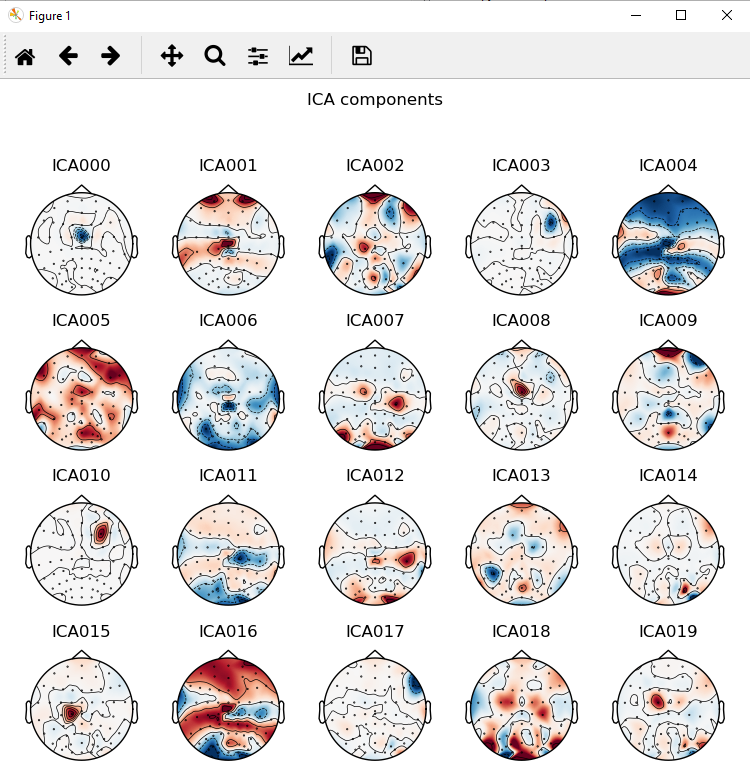 Figure 1
ICA components
ICA000 ICA001 ICA002 ICA003 ICA004
ICA005 ICA006 ICA007 ICA008 ICA009
ICA010 ICA011 ICA012 ICA013 ICA014
ICA015 ICA016 ICA017 ICA018 ICA019